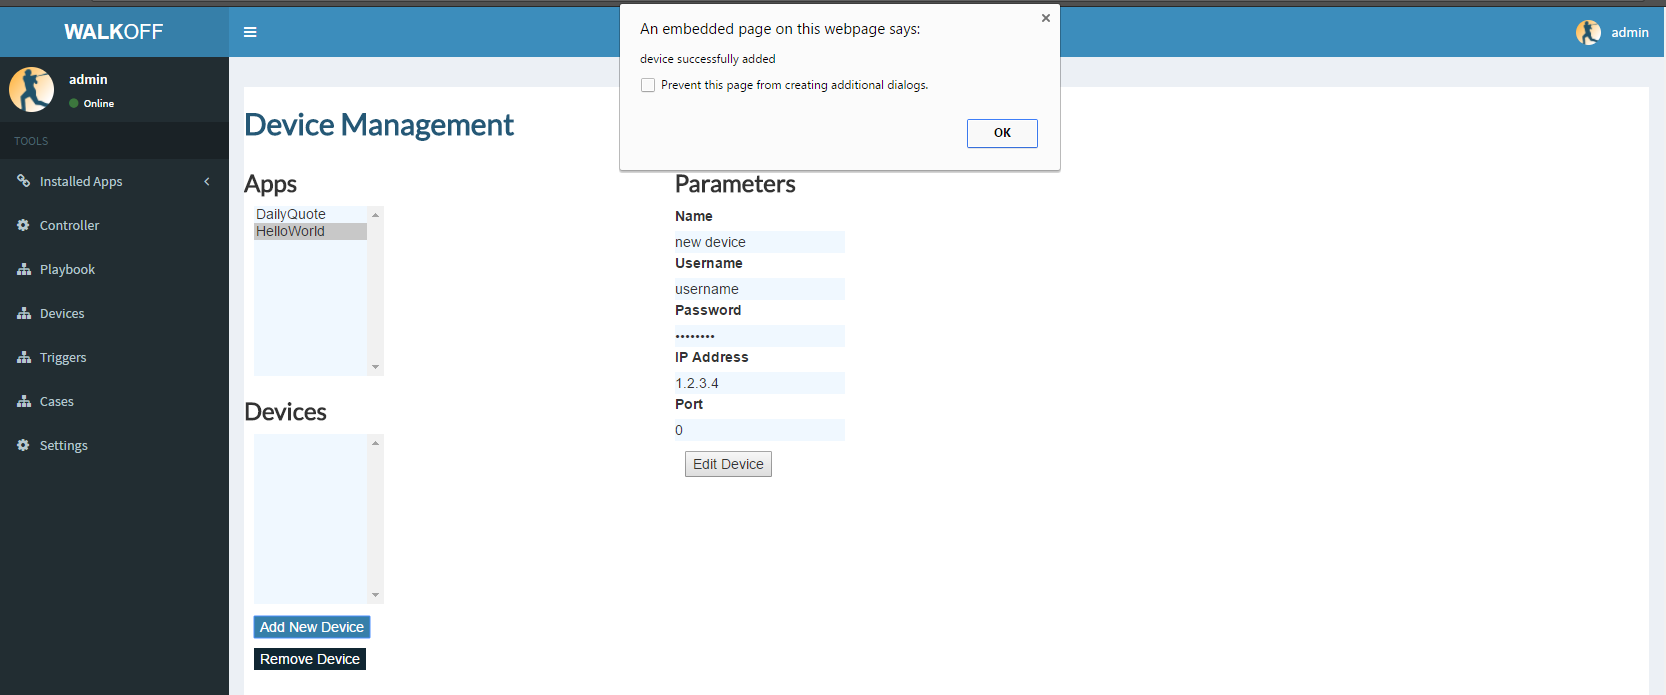 WALKOFF
admin
admin
Online
TOOLS
Installed Apps
Controller
Playbook
Devices
Triggers
Cases
Settings
An embedded page on this webpage says:
device successfully added
Prevent this page from creating additional dialogs.
OK
Device Management
Apps
DailyQuote
HelloWorld
Devices
Add New Device
Remove Device
Parameters
Name
new device
Username
username
Password
••••••••
IP Address
1.2.3.4
Port
0
Edit Device